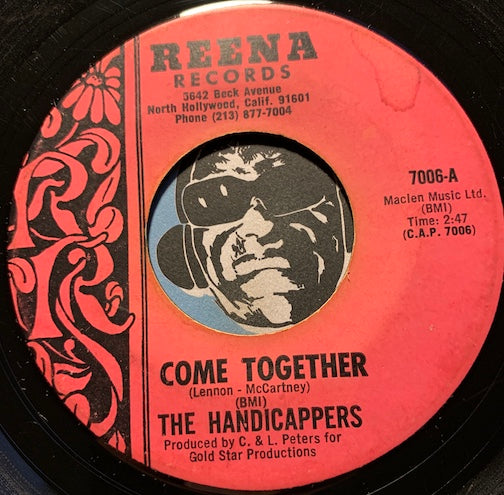 REENA
RECORDS
5642 Beck Avenue
North Hollywood, Calif. 91601
Phone (213) 877-7004
7006-A
Maclen Music Ltd.
(BMI)
Time: 2:47
(C.A.P. 7006)
RR
COME TOGETHER
(Lennon - McCartney)
(BMI)
THE HANDICAPPERS
Produced by C. & L. Peters for
Gold Star Productions